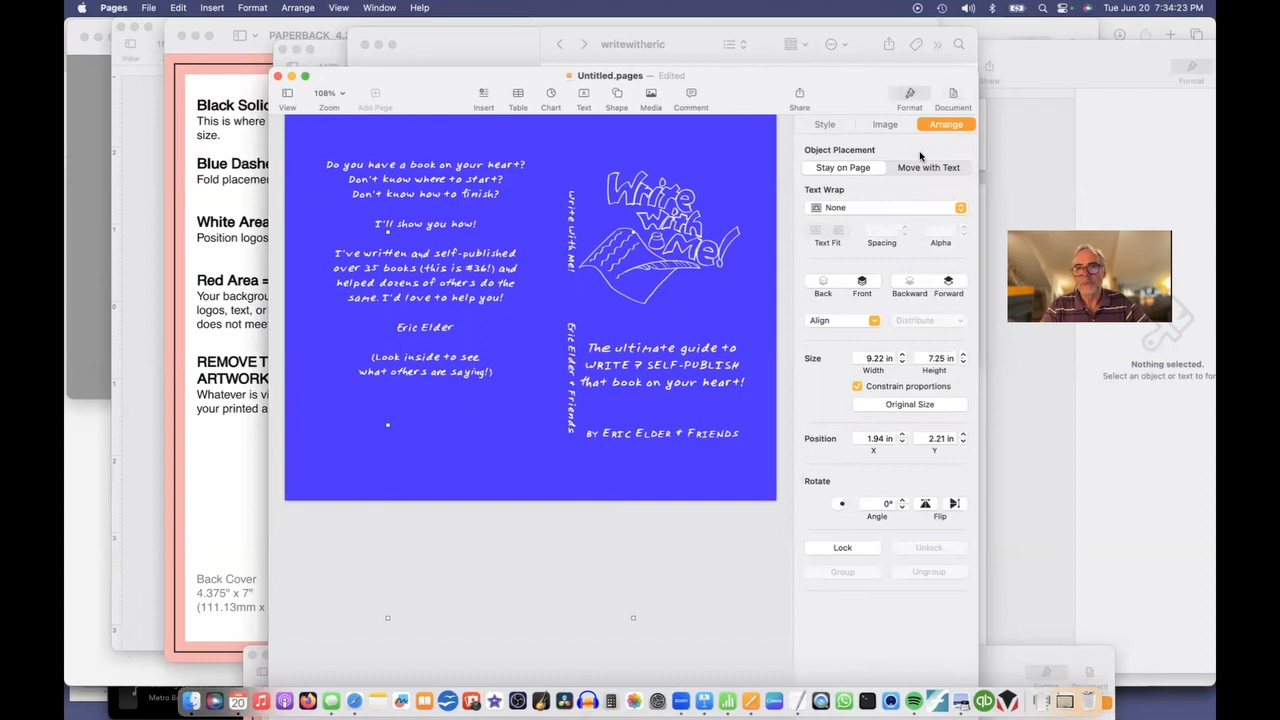 Pages File Edit Insert Format Arrange View Window Help
Tue Jun 20 7:34:23 PM
View
PAPERBACK_4.
writewitheric
Share
Format
Untitled.pages — Edited
108%
View Zoom Add Page Insert Table Chart Text Shape Media Comment Share Format Document
Black Solid
This is where
size.
Blue Dashe
Fold placeme
White Area
Position logos
Red Area =
Your backgrou
logos, text, or
does not mee
REMOVE T
ARTWORK
Whatever is vi
your printed a
Back Cover
4.375" x 7"
(111.13mm x
Do you have a book on your heart?
Don't know where to start?
Don't know how to finish?
I'll show you how!
I've written and self-published
over 35 books (this is #36!) and
helped dozens of others do the
same. I'd love to help you!
Eric Elder
(Look inside to see
what others are saying!)
Write With Me!
Eric Elder + Friends
Write
With
Me!
The ultimate guide to
WRITE & SELF-PUBLISH
that book on your heart!
BY ERIC ELDER + FRIENDS
Style Image Arrange
Object Placement
Stay on Page Move with Text
Text Wrap
None
Text Fit Spacing Alpha
Back Front Backward Forward
Align Distribute
Size 9.22 in 7.25 in
Width Height
Constrain proportions
Original Size
Position 1.94 in 2.21 in
X Y
Rotate
0°
Angle Flip
Lock Unlock
Group Ungroup
Nothing selected.
Select an object or text to for
Metro Bo
20